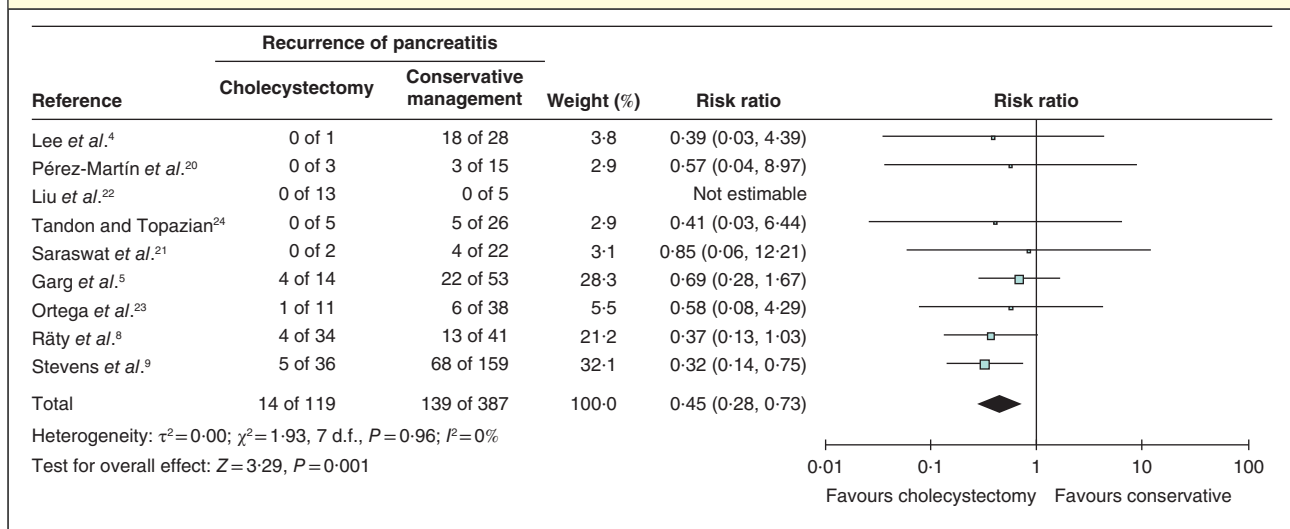 Recurrence of pancreatitis
Reference Cholecystectomy Conservative management Weight (%) Risk ratio Risk ratio
Lee et al.4 0 of 1 18 of 28 3·8 0·39 (0·03, 4·39)
Pérez-Martín et al.20 0 of 3 3 of 15 2·9 0·57 (0·04, 8·97)
Liu et al.22 0 of 13 0 of 5 Not estimable
Tandon and Topazian24 0 of 5 5 of 26 2·9 0·41 (0·03, 6·44)
Saraswat et al.21 0 of 2 4 of 22 3·1 0·85 (0·06, 12·21)
Garg et al.5 4 of 14 22 of 53 28·3 0·69 (0·28, 1·67)
Ortega et al.23 1 of 11 6 of 38 5·5 0·58 (0·08, 4·29)
Räty et al.8 4 of 34 13 of 41 21·2 0·37 (0·13, 1·03)
Stevens et al.9 5 of 36 68 of 159 32·1 0·32 (0·14, 0·75)
Total 14 of 119 139 of 387 100·0 0·45 (0·28, 0·73)
Heterogeneity: τ²=0·00; χ²=1·93, 7 d.f., P=0·96; I²=0%
Test for overall effect: Z=3·29, P=0·001
0·01 0·1 1 10 100
Favours cholecystectomy Favours conservative